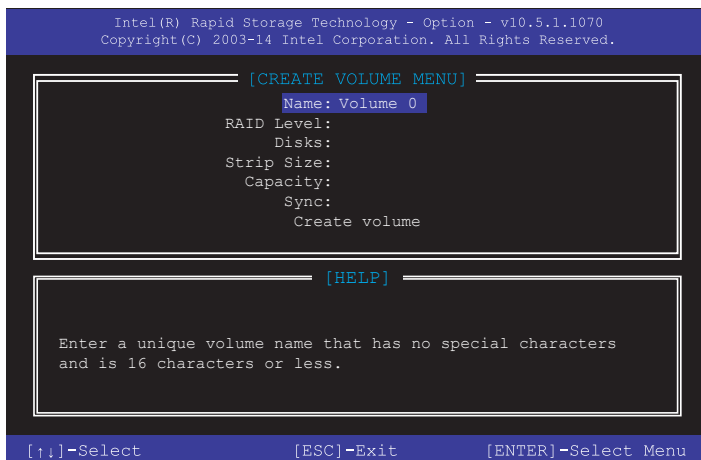 Intel(R) Rapid Storage Technology - Option - v10.5.1.1070
Copyright(C) 2003-14 Intel Corporation. All Rights Reserved.
[CREATE VOLUME MENU]
Name: Volume 0
RAID Level:
Disks:
Strip Size:
Capacity:
Sync:
Create volume
[HELP]
Enter a unique volume name that has no special characters
and is 16 characters or less.
[↑↓]-Select [ESC]-Exit [ENTER]-Select Menu